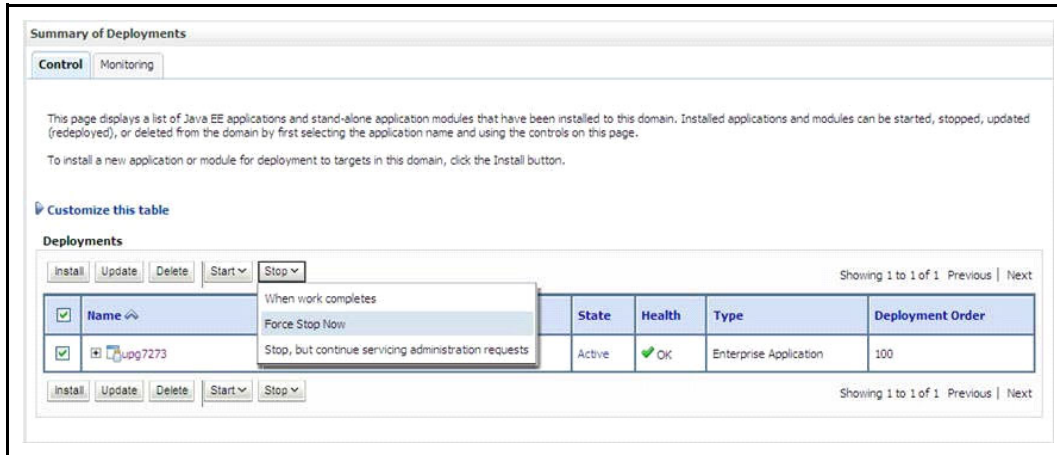 Summary of Deployments
Control Monitoring
This page displays a list of Java EE applications and stand-alone application modules that have been installed to this domain. Installed applications and modules can be started, stopped, updated
(redeployed), or deleted from the domain by first selecting the application name and using the controls on this page.
To install a new application or module for deployment to targets in this domain, click the Install button.
Customize this table
Deployments
Install Update Delete Start Stop Showing 1 to 1 of 1 Previous | Next
When work completes
Name State Health Type Deployment Order
Force Stop Now
Stop, but continue servicing administration requests
upg7273 Active OK Enterprise Application 100
Install Update Delete Start Stop Showing 1 to 1 of 1 Previous | Next